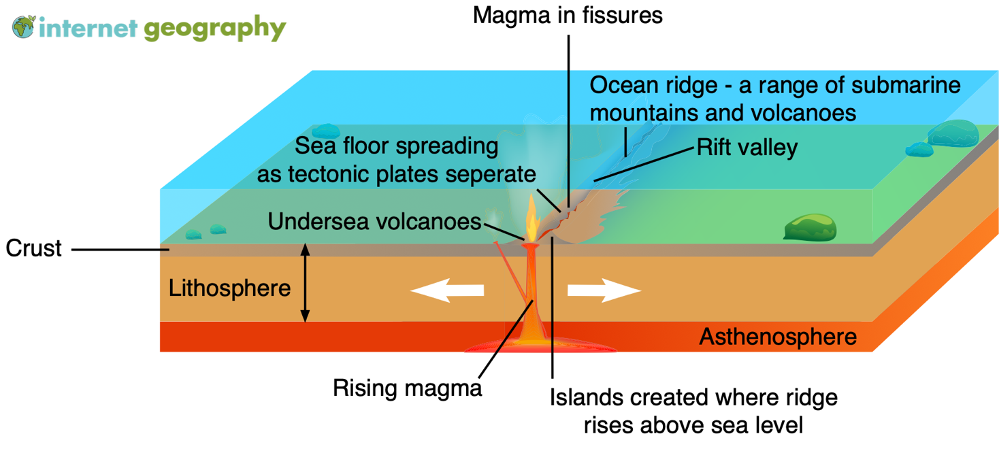 internet geography
Magma in fissures
Ocean ridge - a range of submarine
mountains and volcanoes
Sea floor spreading
as tectonic plates seperate
Rift valley
Undersea volcanoes
Crust
Lithosphere
Asthenosphere
Rising magma
Islands created where ridge
rises above sea level